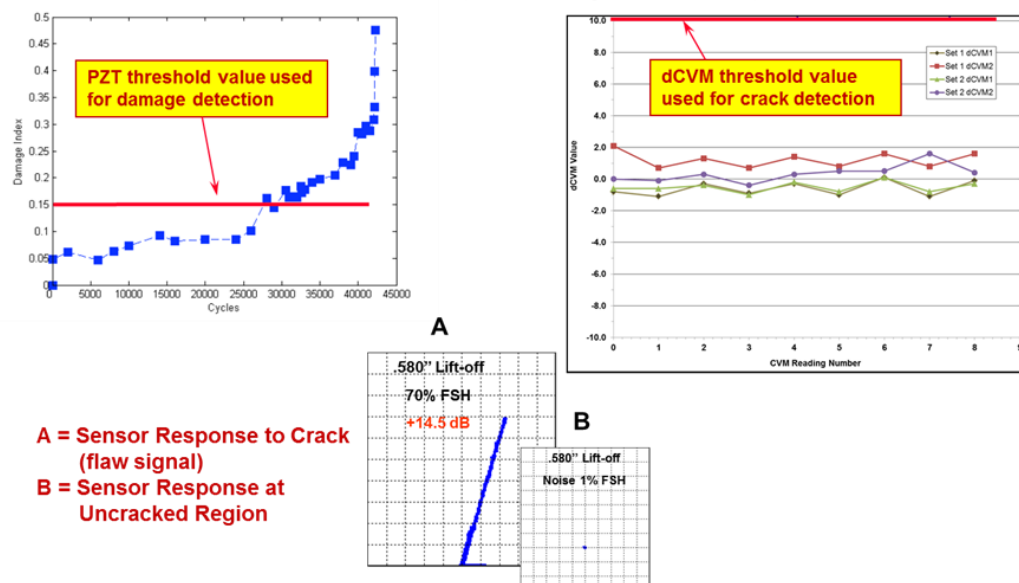 0.5
0.45
0.4
0.35
0.3
0.25
0.2
0.15
0.1
0.05
0
Damage Index
PZT threshold value used
for damage detection
0 5000 10000 15000 20000 25000 30000 35000 40000 45000
Cycles
10.0
8.0
6.0
4.0
2.0
0.0
-2.0
-4.0
-6.0
-8.0
-10.0
dCVM Value
dCVM threshold value
used for crack detection
Set 1 dCVM1
Set 1 dCVM2
Set 2 dCVM1
Set 2 dCVM2
0 1 2 3 4 5 6 7 8 9
CVM Reading Number
A
.580” Lift-off
70% FSH
+14.5 dB
B
.580” Lift-off
Noise 1% FSH
A = Sensor Response to Crack
(flaw signal)
B = Sensor Response at
Uncracked Region